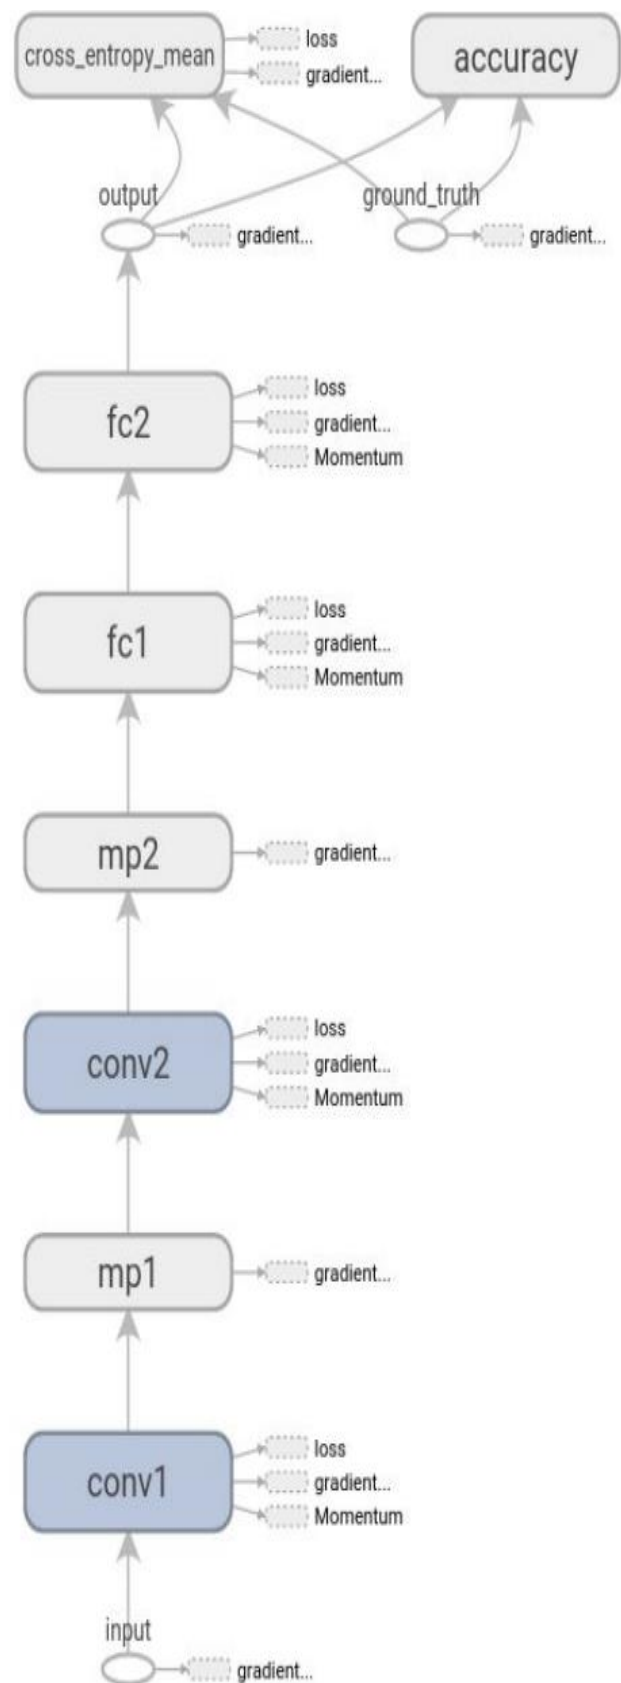 cross_entropy_mean
loss
gradient...
accuracy
output
gradient...
ground_truth
gradient...
fc2
loss
gradient...
Momentum
fc1
loss
gradient...
Momentum
mp2
gradient...
conv2
loss
gradient...
Momentum
mp1
gradient...
conv1
loss
gradient...
Momentum
input
gradient...